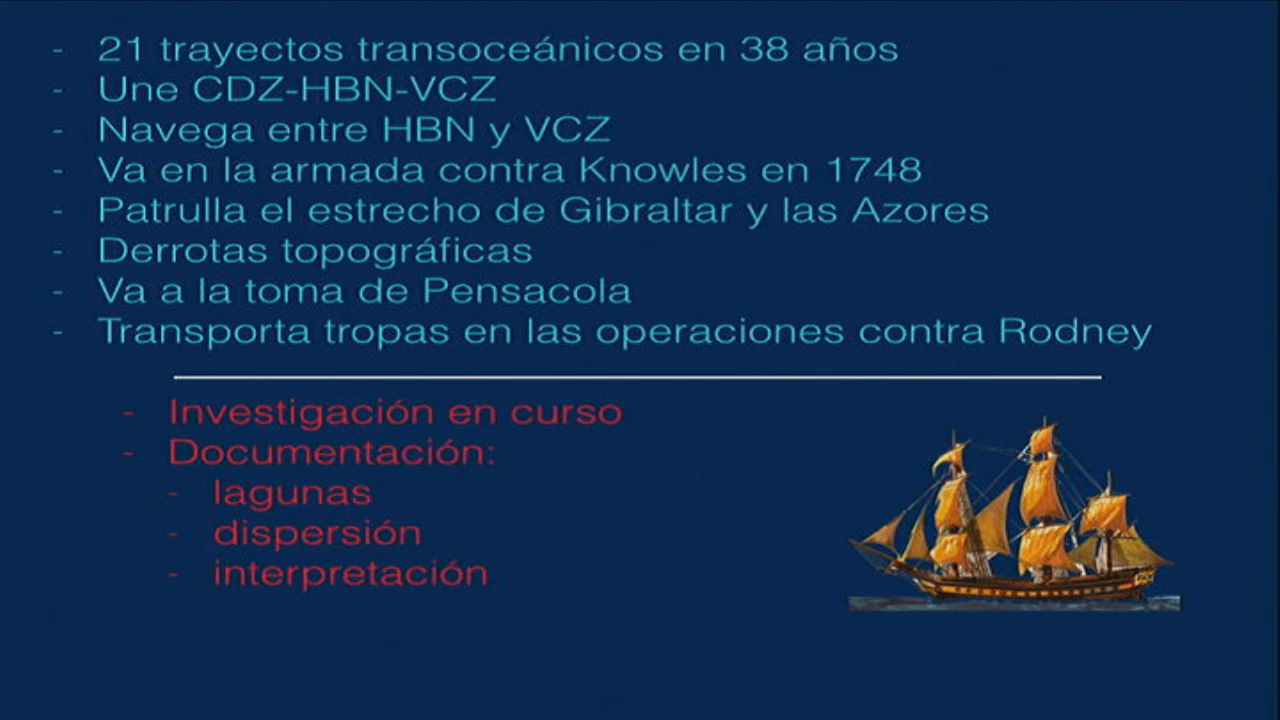 - 21 trayectos transoceánicos en 38 años
- Une CDZ-HBN-VCZ
- Navega entre HBN y VCZ
- Va en la armada contra Knowles en 1748
- Patrulla el estrecho de Gibraltar y las Azores
- Derrotas topográficas
- Va a la toma de Pensacola
- Transporta tropas en las operaciones contra Rodney
- Investigación en curso
- Documentación:
- lagunas
- dispersión
- interpretación